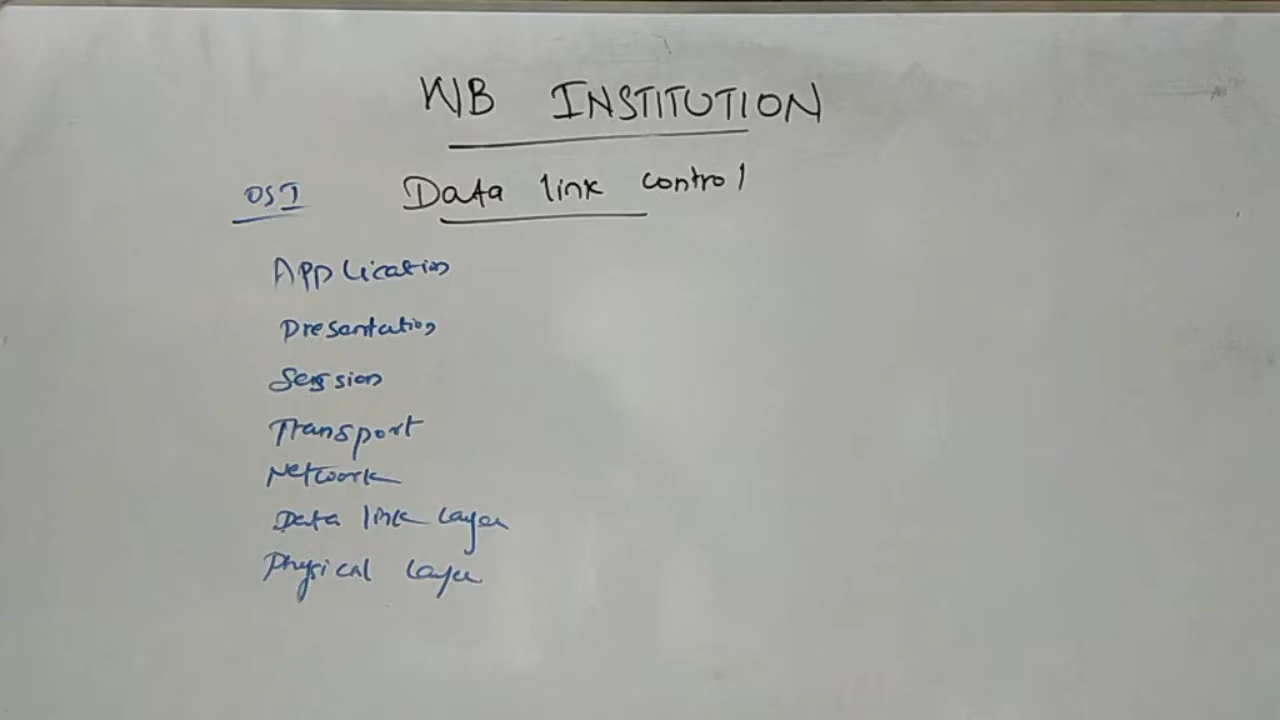 WB INSTITUTION
OSI Data link control
Application
Presentation
Session
Transport
Network
Data link Layer
Physical Layer